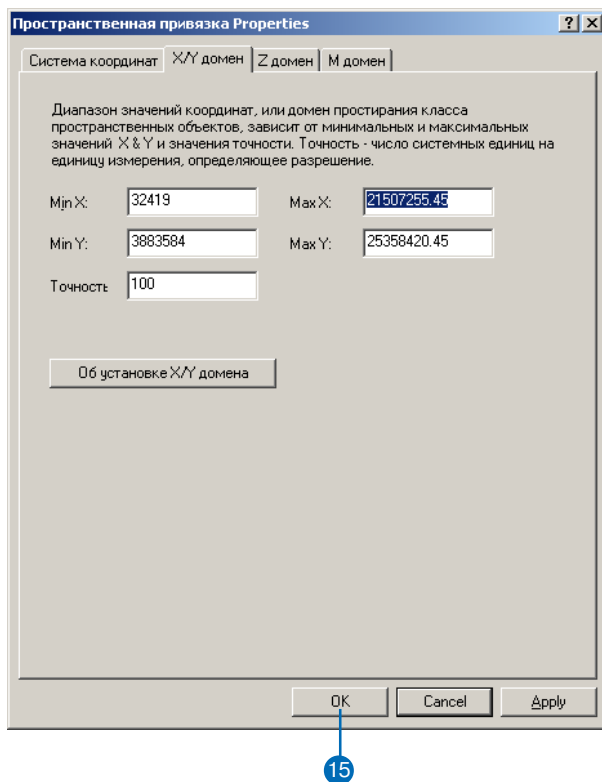 Пространственная привязка Properties
Система координат X/Y домен Z домен М домен
Диапазон значений координат, или домен простирания класса
пространственных объектов, зависит от минимальных и максимальных
значений X & Y и значения точности. Точность - число системных единиц на
единицу измерения, определяющее разрешение.
Min X: 32419 Max X: 21507255.45
Min Y: 3883584 Max Y: 25358420.45
Точность 100
Об установке X/Y домена
OK Cancel Apply
15